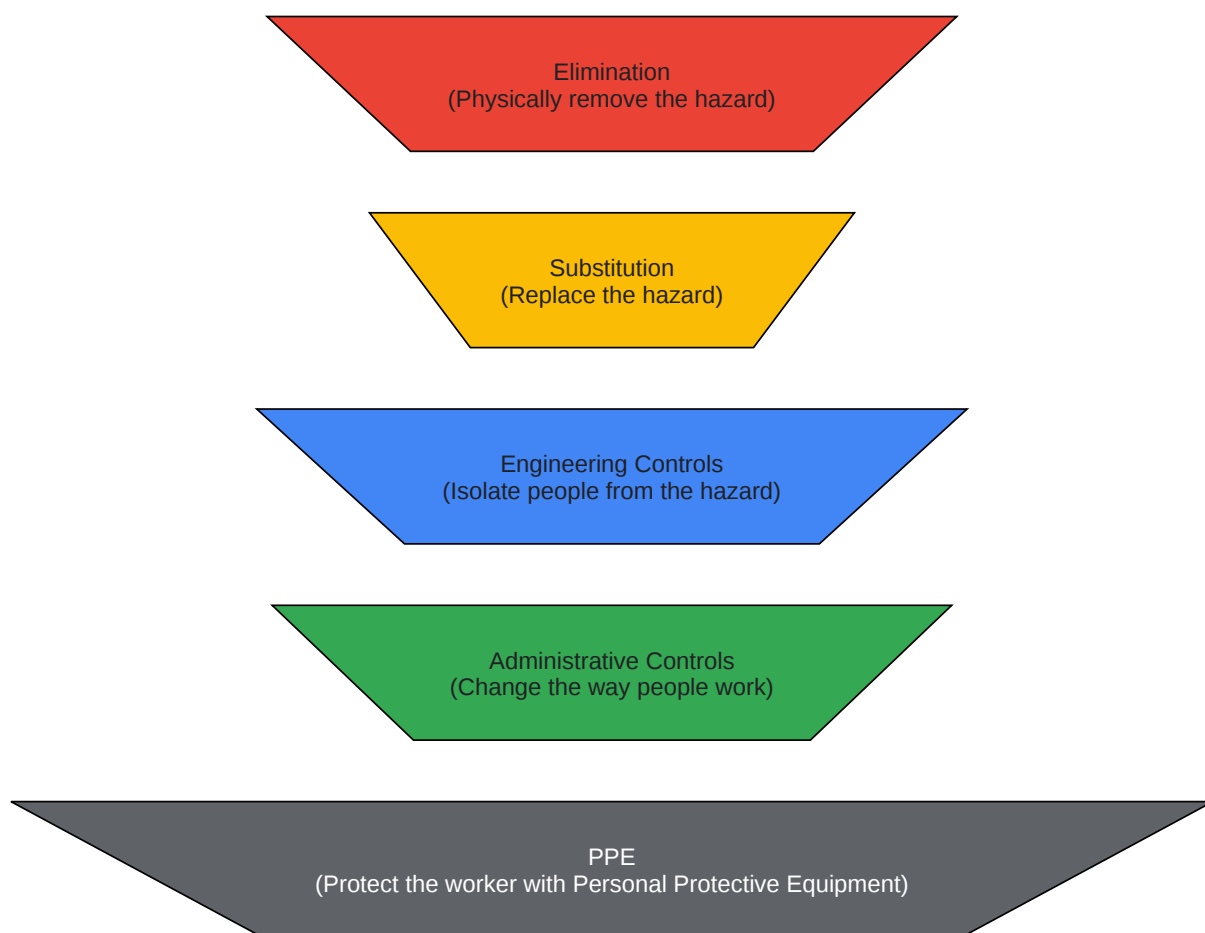 Elimination
(Physically remove the hazard)
Substitution
(Replace the hazard)
Engineering Controls
(Isolate people from the hazard)
Administrative Controls
(Change the way people work)
PPE
(Protect the worker with Personal Protective Equipment)